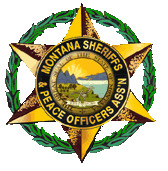 MONTANA SHERIFFS
& PEACE OFFICERS ASS'N